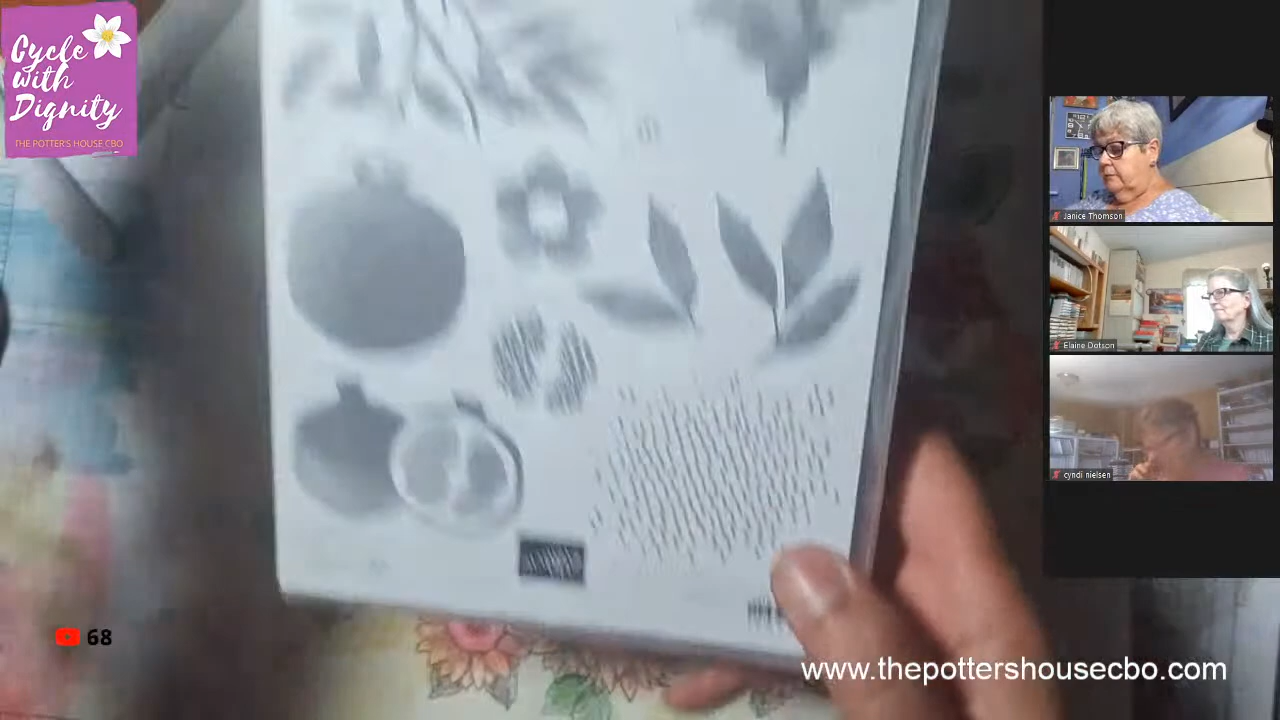 Cycle
with
Dignity
THE POTTER'S HOUSE CBO
Janice Thomson
Elaine Dotson
cyndi nielsen
68
www.thepottershousecbo.com